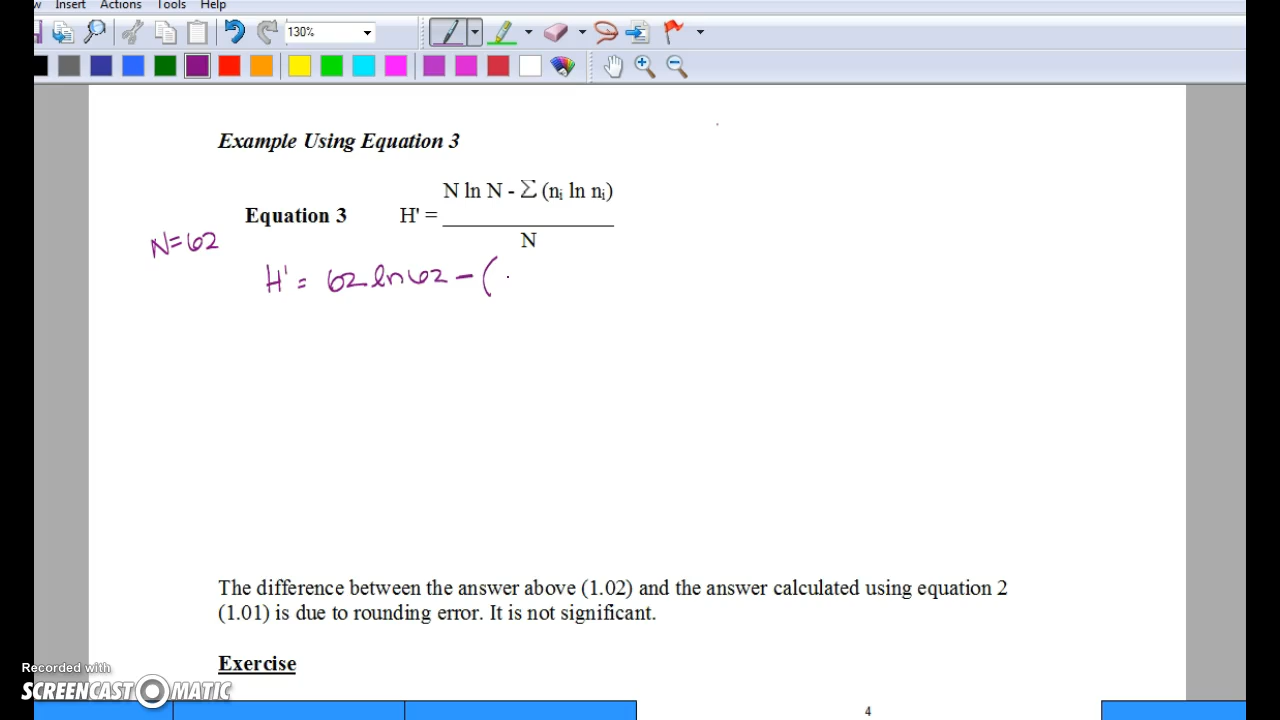 w Insert Actions Tools Help
130%
Example Using Equation 3
N ln N - Σ (nᵢ ln nᵢ)
Equation 3 H' =
N
N=62
H' = 62 ln 62 - (
The difference between the answer above (1.02) and the answer calculated using equation 2
(1.01) is due to rounding error. It is not significant.
Exercise
Recorded with
SCREENCAST-O-MATIC
4